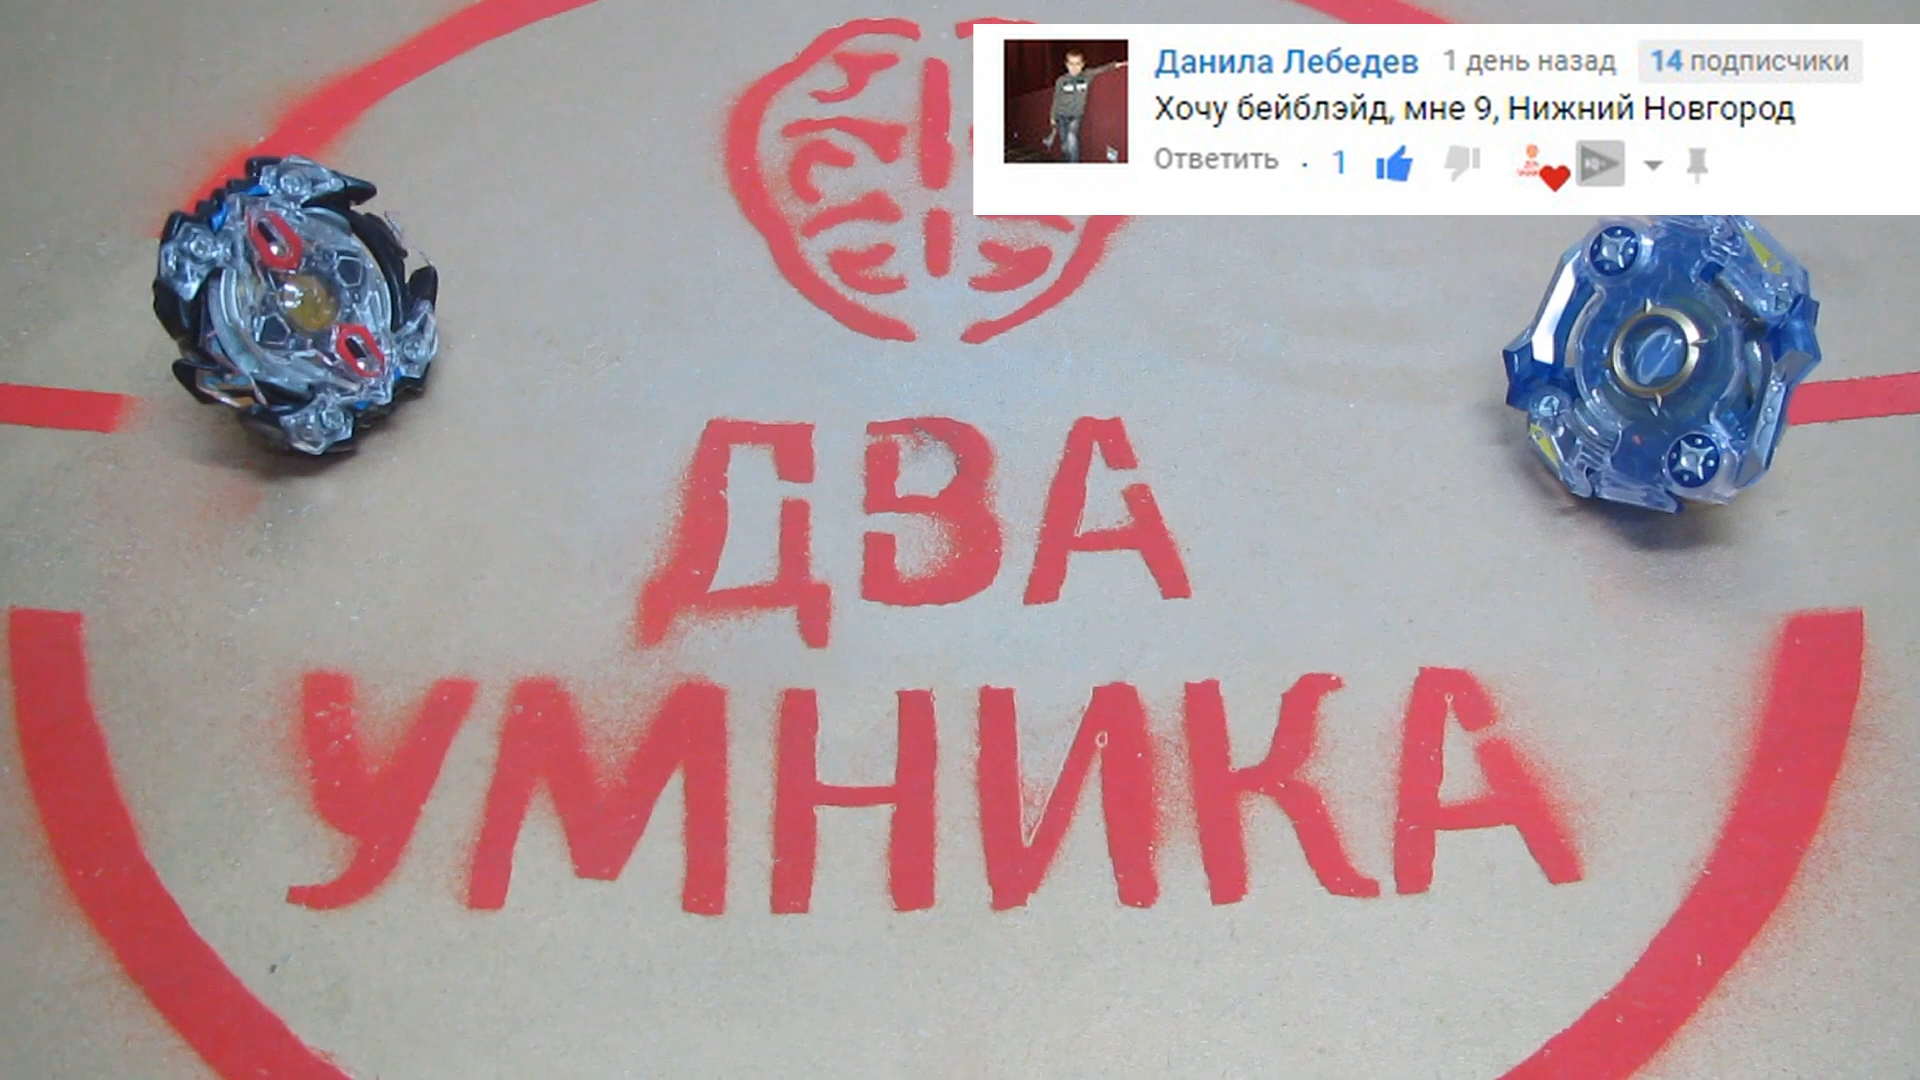 Данила Лебедев 1 день назад 14 подписчики
Хочу бейблэйд, мне 9, Нижний Новгород
Ответить · 1
ДВА
УМНИКА